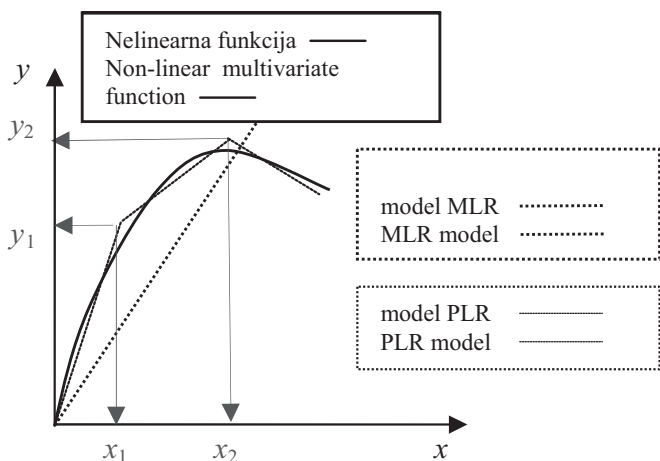 Nelinearna funkcija
Non-linear multivariate
function
y
y2
y1
model MLR
MLR model
model PLR
PLR model
x1
x2
x